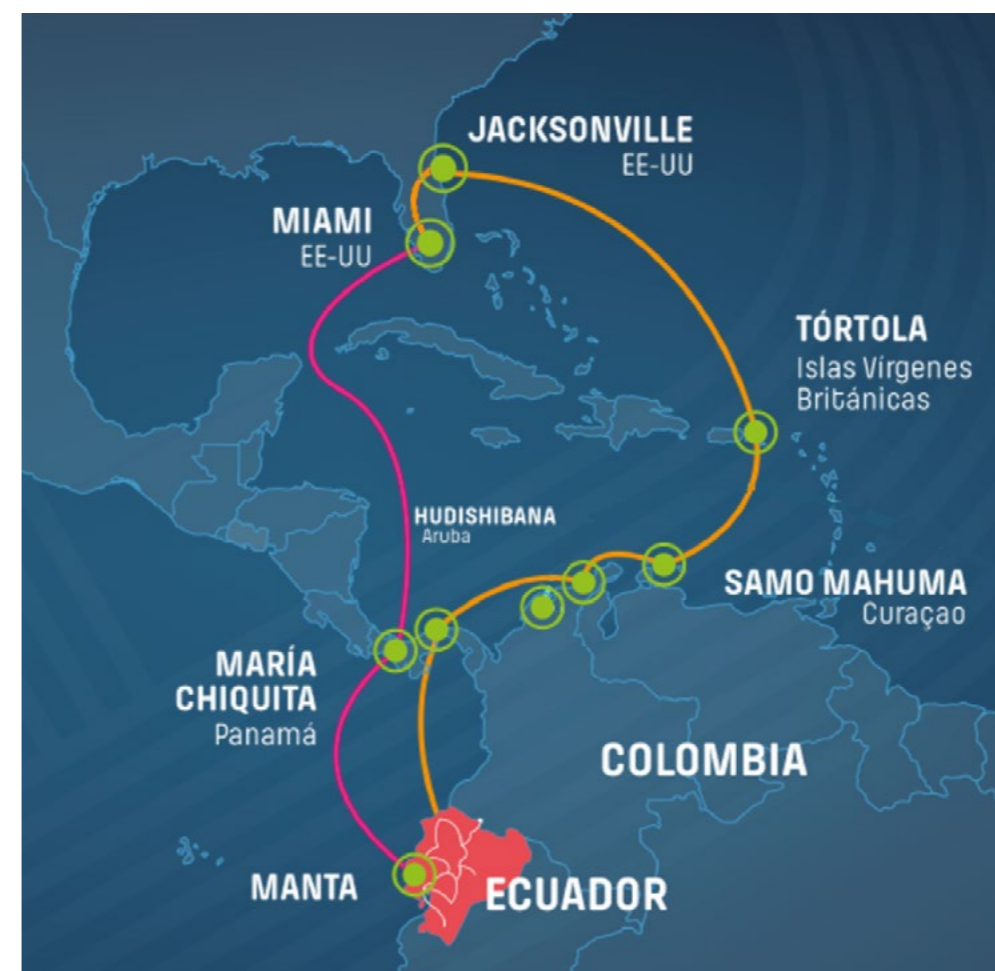 JACKSONVILLE
EE-UU
MIAMI
EE-UU
TÓRTOLA
Islas Vírgenes
Británicas
HUDISHIBANA
Aruba
SAMO MAHUMA
Curaçao
MARÍA
CHIQUITA
Panamá
COLOMBIA
MANTA
ECUADOR